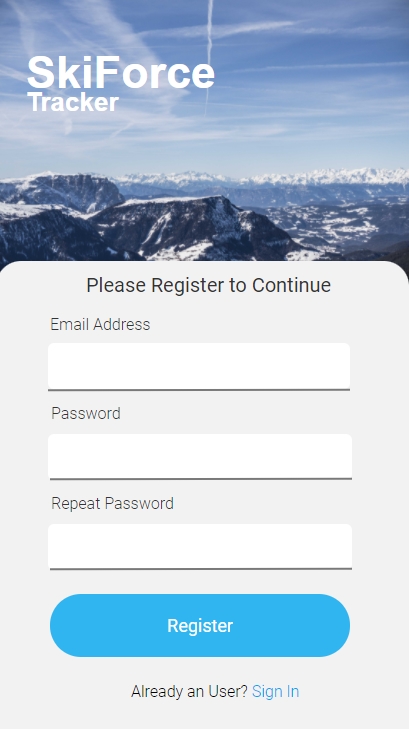 SkiForce
Tracker
Please Register to Continue
Email Address
Password
Repeat Password
Register
Already an User? Sign In